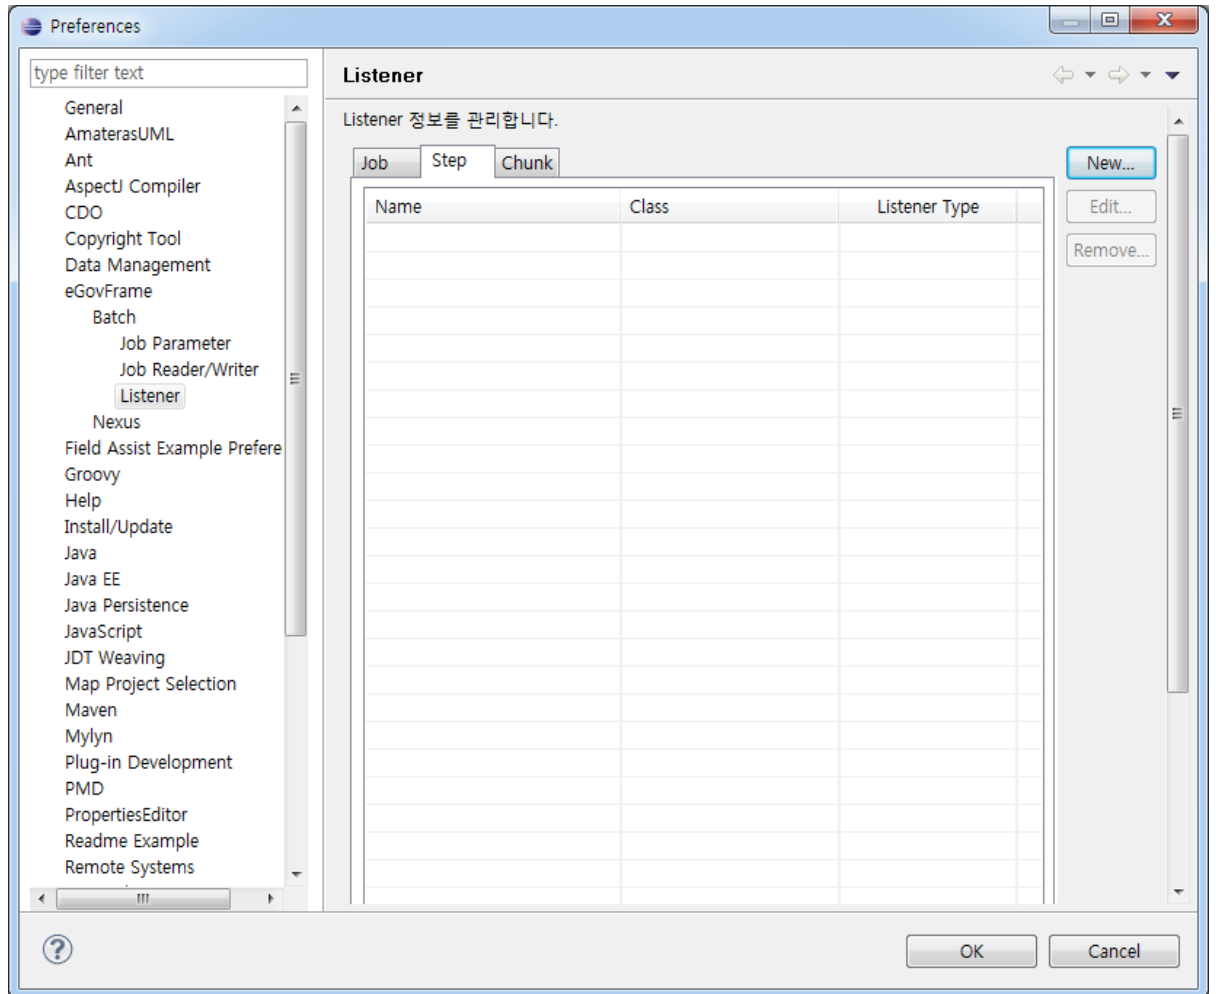 Preferences
type filter text
General
AmaterasUML
Ant
AspectJ Compiler
CDO
Copyright Tool
Data Management
eGovFrame
Batch
Job Parameter
Job Reader/Writer
Listener
Nexus
Field Assist Example Prefere
Groovy
Help
Install/Update
Java
Java EE
Java Persistence
JavaScript
JDT Weaving
Map Project Selection
Maven
Mylyn
Plug-in Development
PMD
PropertiesEditor
Readme Example
Remote Systems
Listener
Listener 정보를 관리합니다.
Job Step Chunk
Name Class Listener Type
New...
Edit...
Remove...
OK Cancel